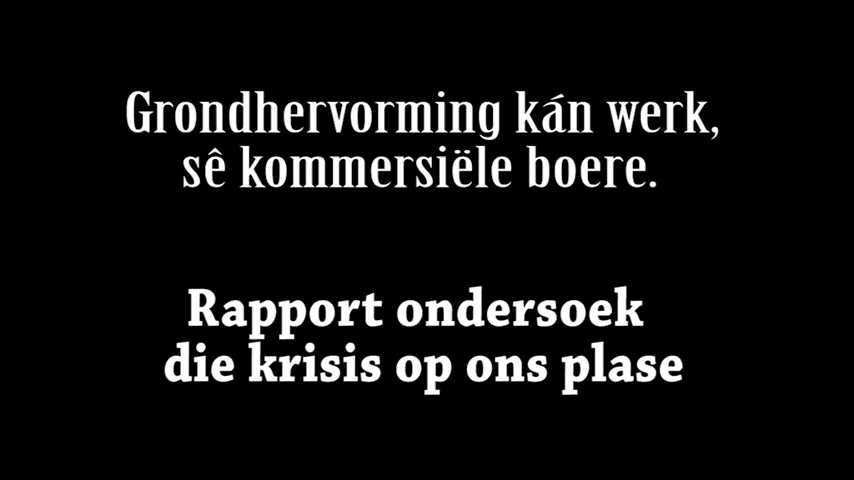 Grondhervorming kán werk,
sê kommersiële boere.
Rapport ondersoek
die krisis op ons plase